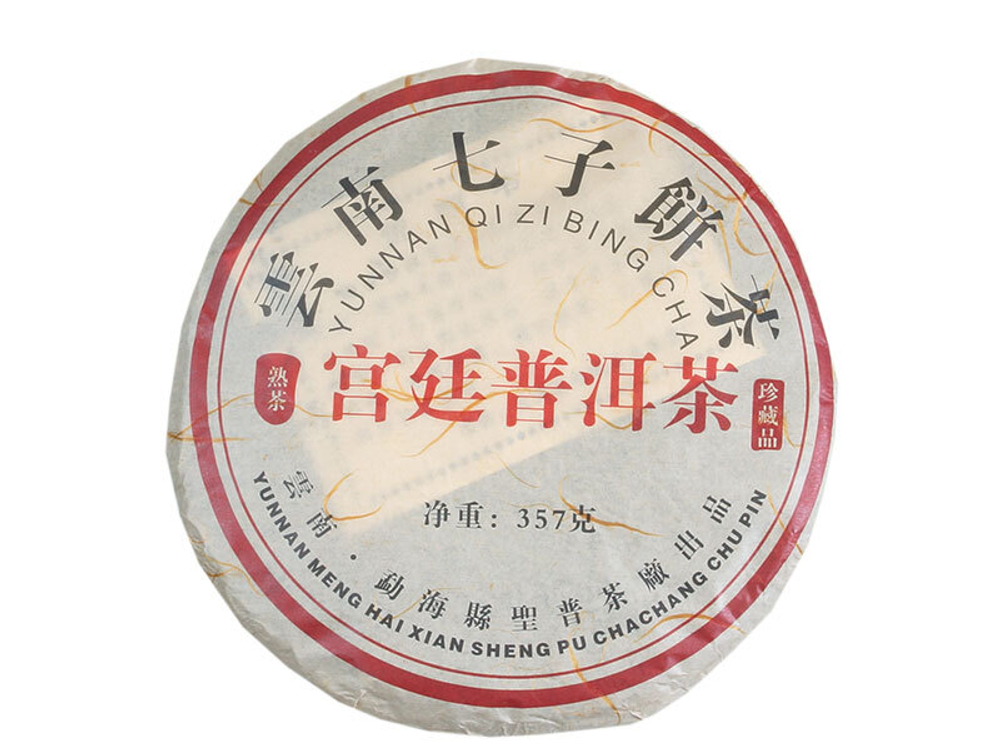 雲南七子餅茶
YUNNAN QI ZI BING CHA
熟茶
宫廷普洱茶
珍藏品
净重：357克
雲南·勐海縣聖普茶廠出品
YUNNAN MENG HAI XIAN SHENG PU CHACHANG CHU PIN